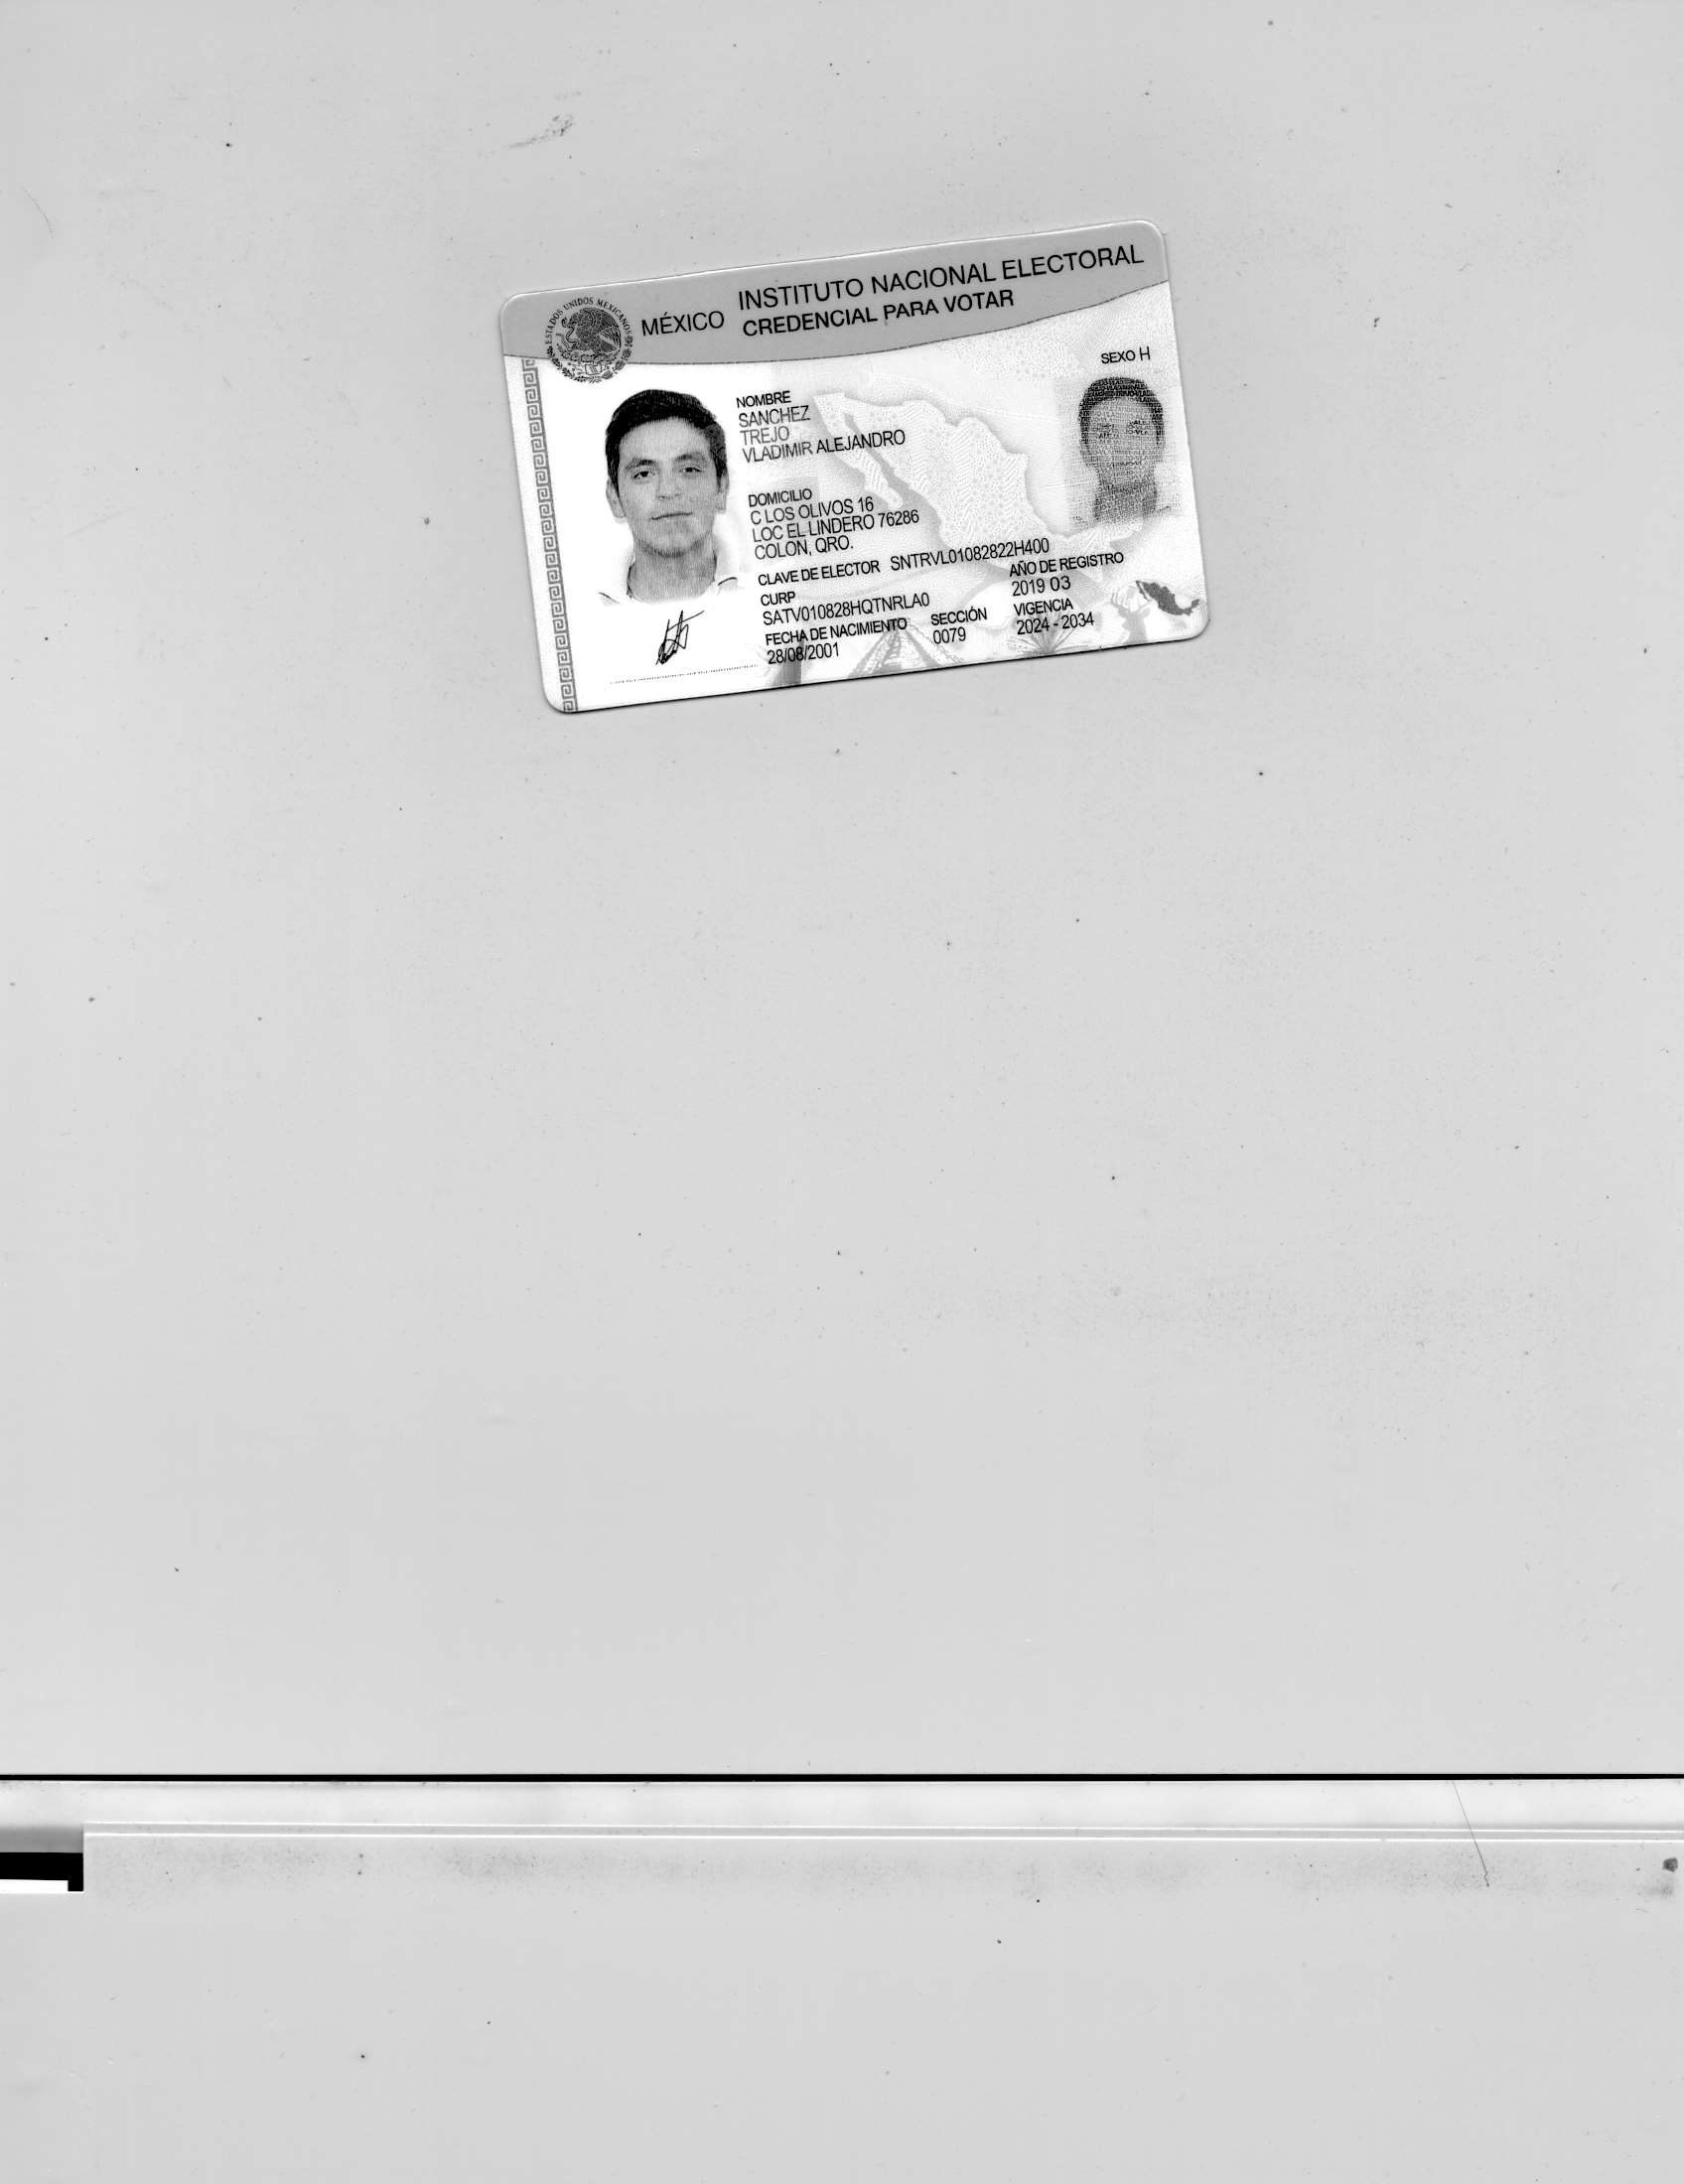 ESTADOS UNIDOS MEXICANOS
MÉXICO
INSTITUTO NACIONAL ELECTORAL
CREDENCIAL PARA VOTAR
SEXO H
NOMBRE
SANCHEZ
TREJO
VLADIMIR ALEJANDRO
DOMICILIO
C LOS OLIVOS 16
LOC EL LINDERO 76286
COLON, QRO.
CLAVE DE ELECTOR SNTRVL01082822H400
CURP
SATV010828HQTNRLA0
AÑO DE REGISTRO
2019 03
FECHA DE NACIMIENTO
28/08/2001
SECCIÓN
0079
VIGENCIA
2024 - 2034